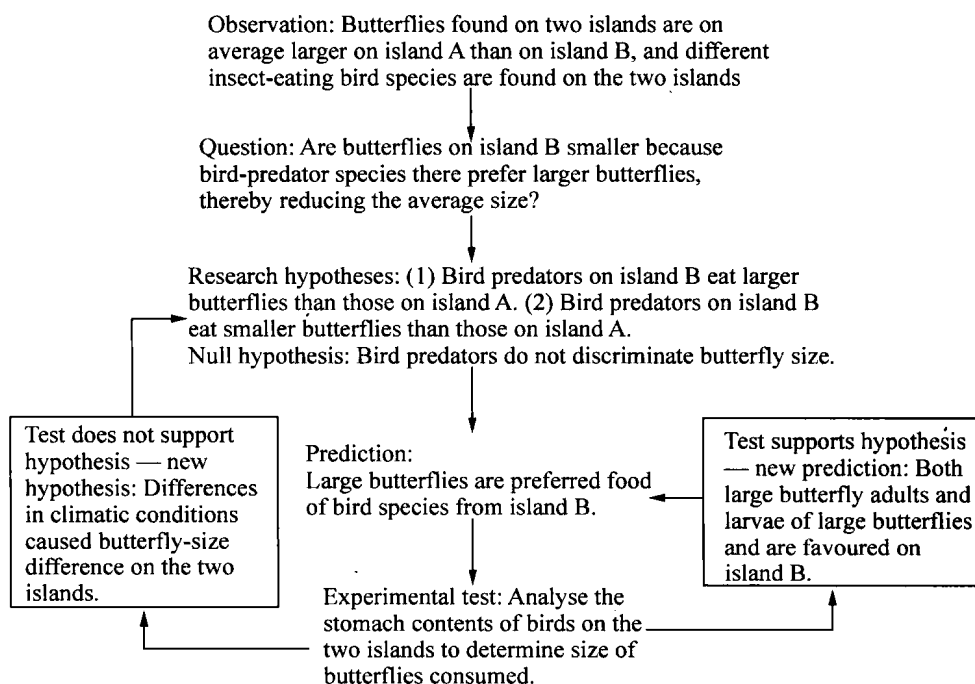 Observation: Butterflies found on two islands are on
average larger on island A than on island B, and different
insect-eating bird species are found on the two islands
Question: Are butterflies on island B smaller because
bird-predator species there prefer larger butterflies,
thereby reducing the average size?
Research hypotheses: (1) Bird predators on island B eat larger
butterflies than those on island A. (2) Bird predators on island B
eat smaller butterflies than those on island A.
Null hypothesis: Bird predators do not discriminate butterfly size.
Test does not support
hypothesis — new
hypothesis: Differences
in climatic conditions
caused butterfly-size
difference on the two
islands.
Prediction:
Large butterflies are preferred food
of bird species from island B.
Test supports hypothesis
— new prediction: Both
large butterfly adults and
larvae of large butterflies
and are favoured on
island B.
Experimental test: Analyse the
stomach contents of birds on the
two islands to determine size of
butterflies consumed.